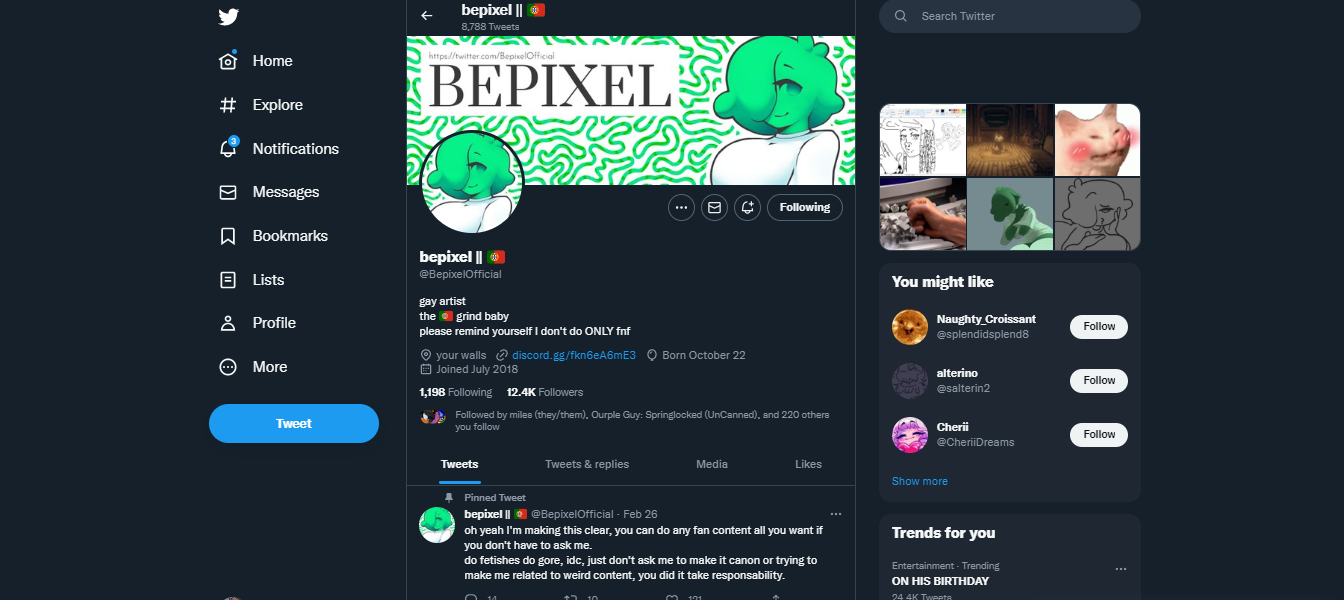 Home
Explore
3
Notifications
Messages
Bookmarks
Lists
Profile
More
Tweet
bepixel || 🇵🇹
8,788 Tweets
https://twitter.com/BepixelOfficial
BEPIXEL
Following
bepixel || 🇵🇹
@BepixelOfficial
gay artist
the 🇵🇹 grind baby
please remind yourself I don't do ONLY fnf
your walls discord.gg/fkn6eA6mE3 Born October 22
Joined July 2018
1,198 Following 12.4K Followers
Followed by miles (they/them), Ourple Guy: Springlocked (UnCanned), and 220 others
you follow
Tweets Tweets & replies Media Likes
Pinned Tweet
bepixel || 🇵🇹 @BepixelOfficial · Feb 26
oh yeah I'm making this clear, you can do any fan content all you want if
you don't have to ask me.
do fetishes do gore, idc, just don't ask me to make it canon or trying to
make me related to weird content, you did it take responsability.
14 10 121
Search Twitter
You might like
Naughty_Croissant
@splendidsplend8
Follow
alterino
@salterin2
Follow
Cherii
@CheriiDreams
Follow
Show more
Trends for you
Entertainment · Trending
ON HIS BIRTHDAY
24.4K Tweets